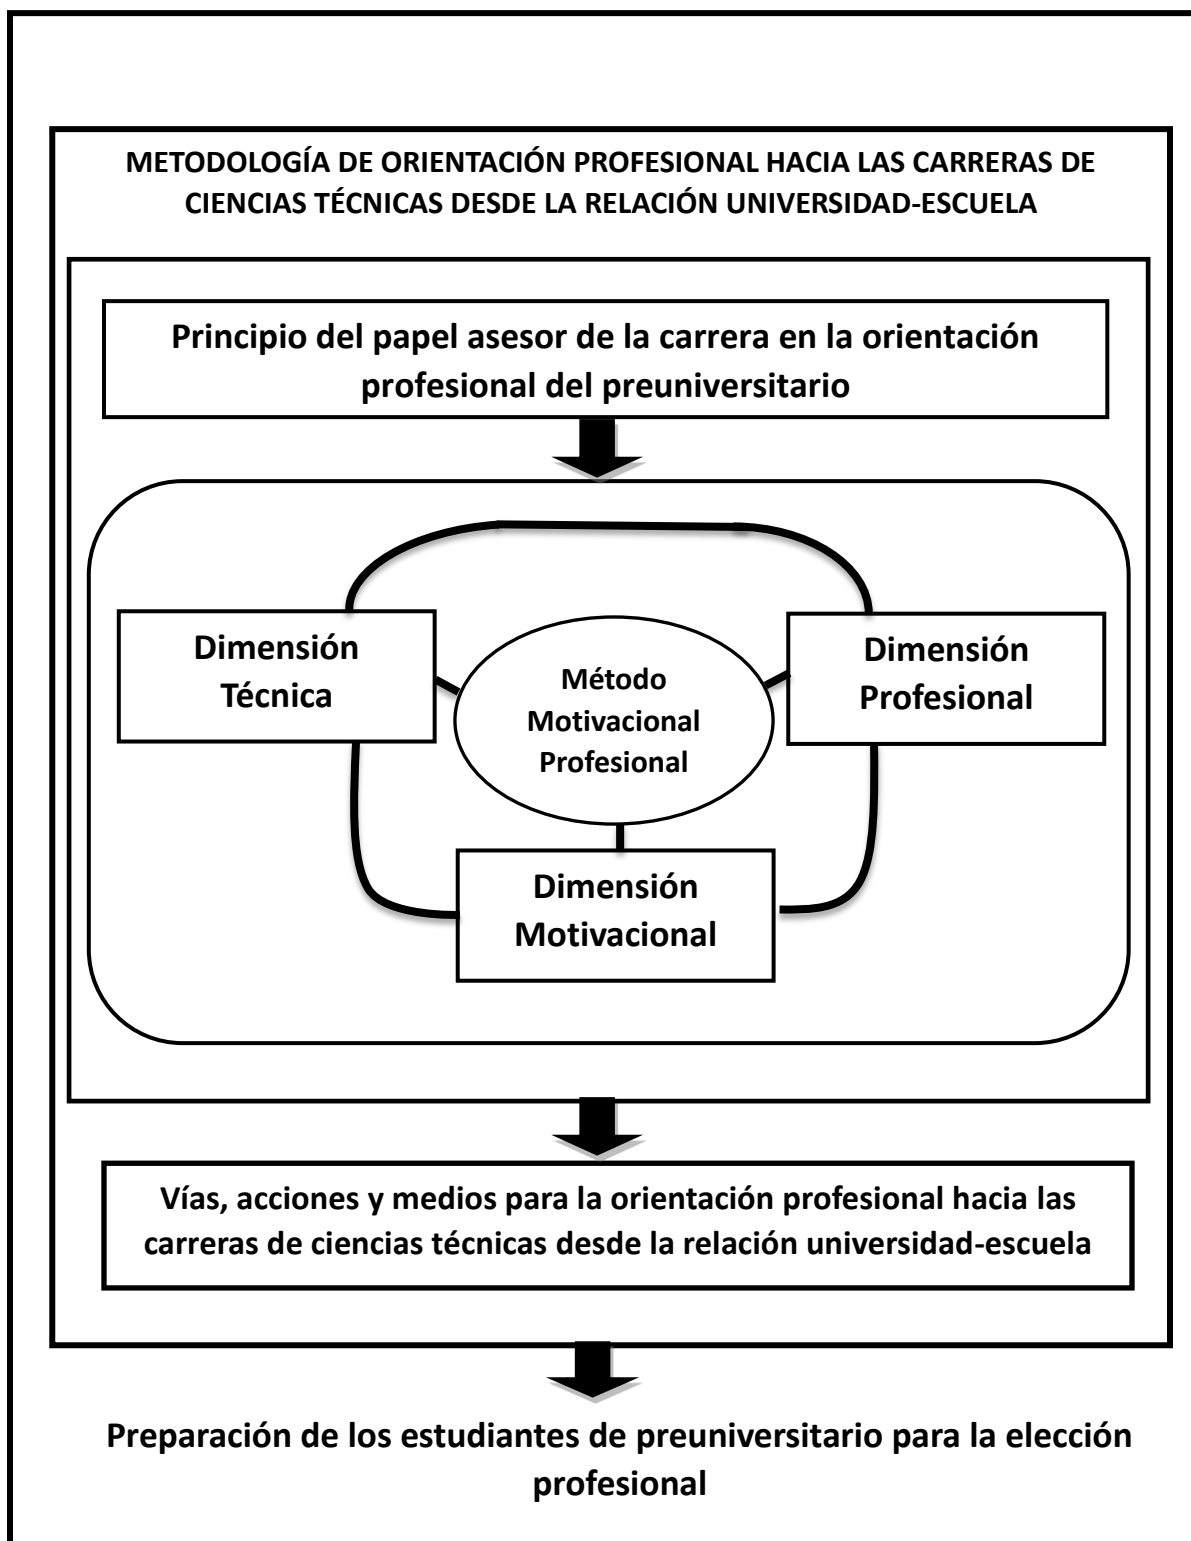 METODOLOGÍA DE ORIENTACIÓN PROFESIONAL HACIA LAS CARRERAS DE
CIENCIAS TÉCNICAS DESDE LA RELACIÓN UNIVERSIDAD-ESCUELA
Principio del papel asesor de la carrera en la orientación
profesional del preuniversitario
Dimensión
Técnica
Método
Motivacional
Profesional
Dimensión
Profesional
Dimensión
Motivacional
Vías, acciones y medios para la orientación profesional hacia las
carreras de ciencias técnicas desde la relación universidad-escuela
Preparación de los estudiantes de preuniversitario para la elección
profesional